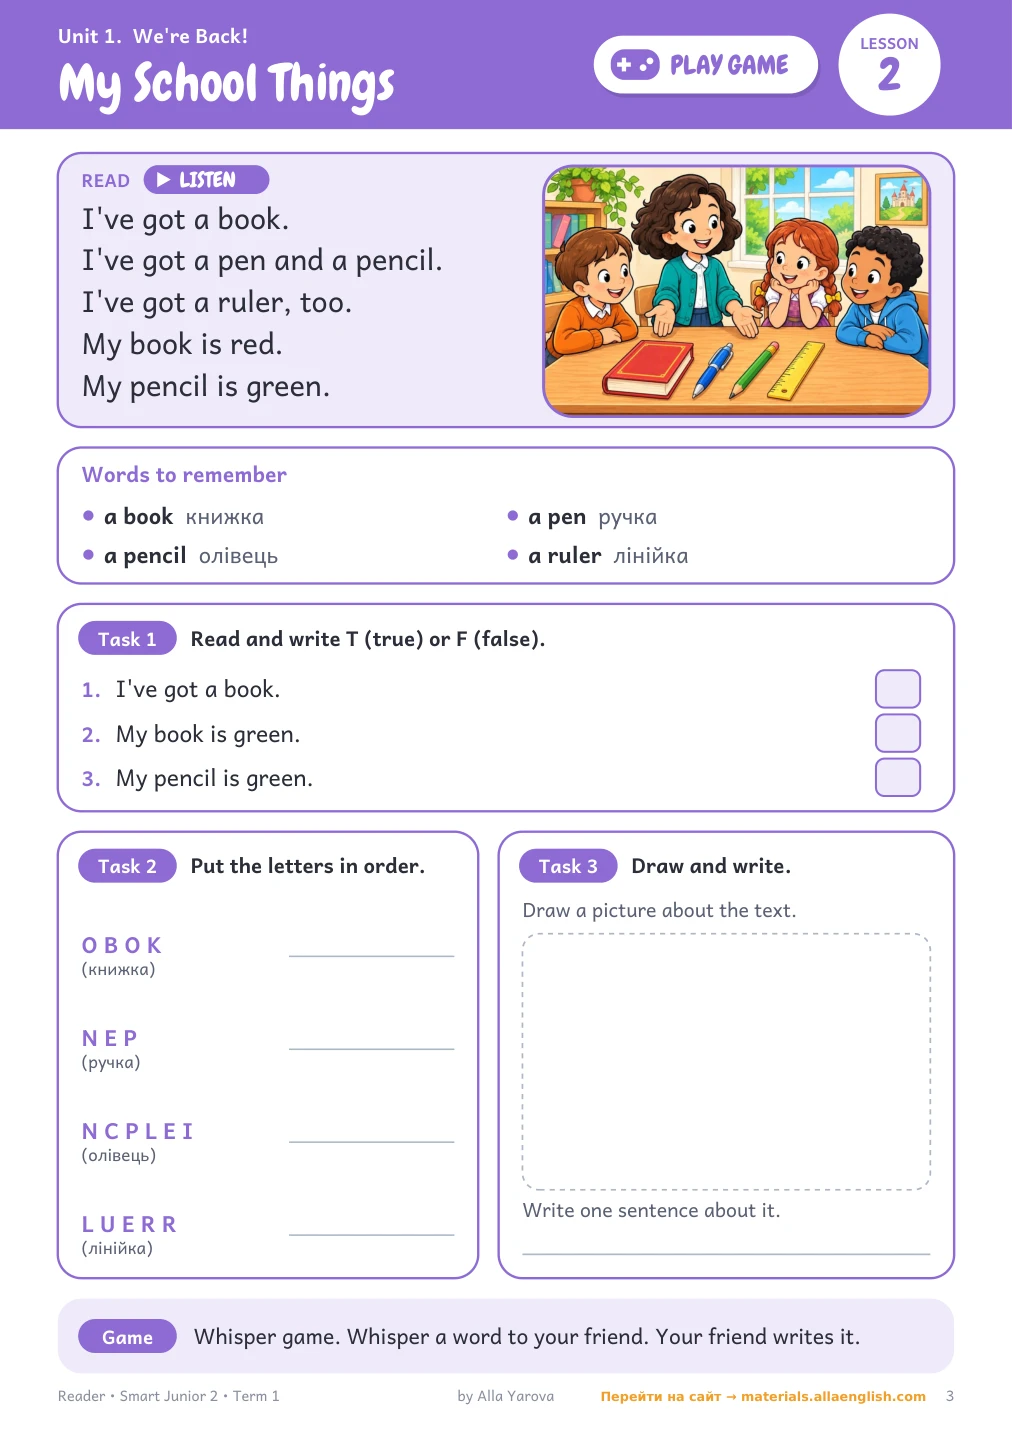 Unit 1.  We're Back!
My School Things
PLAY GAME
LESSON
2
READ
LISTEN
I've got a book.
I've got a pen and a pencil.
I've got a ruler, too.
My book is red.
My pencil is green.
Words to remember
a book книжка
a pen ручка
a pencil олівець
a ruler лінійка
Task 1 Read and write T (true) or F (false).
1. I've got a book.
2. My book is green.
3. My pencil is green.
Task 2 Put the letters in order.
O B O K
(книжка)
N E P
(ручка)
N C P L E I
(олівець)
L U E R R
(лінійка)
Task 3 Draw and write.
Draw a picture about the text.
Write one sentence about it.
Game Whisper game. Whisper a word to your friend. Your friend writes it.
Reader • Smart Junior 2 • Term 1
by Alla Yarova
Перейти на сайт → materials.allaenglish.com
3